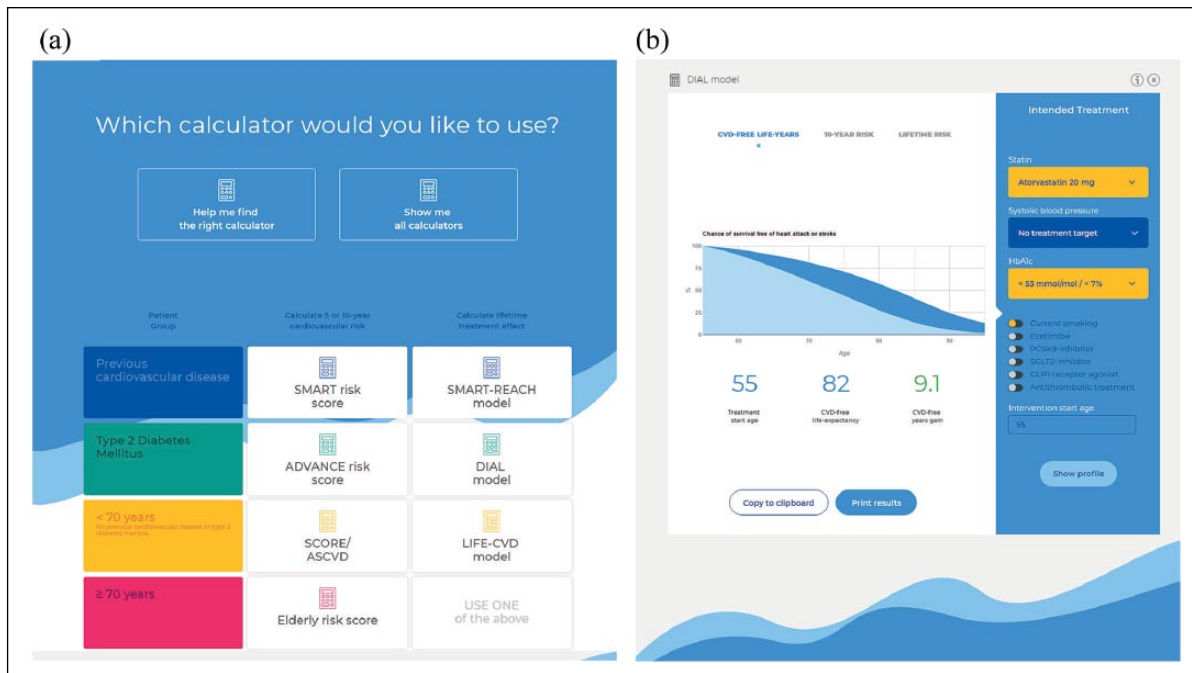 (a)
Which calculator would you like to use?
Help me find
the right calculator
Show me
all calculators
Patient
Group
Calculate 5 or 10-year
cardiovascular risk
Calculate lifetime
treatment effect
Previous
cardiovascular disease
SMART risk
score
SMART-REACH
model
Type 2 Diabetes
Mellitus
ADVANCE risk
score
DIAL
model
< 70 years
No previous cardiovascular disease or type 2
diabetes mellitus
SCORE/
ASCVD
LIFE-CVD
model
≥ 70 years
Elderly risk score
USE ONE
of the above
(b)
DIAL model
CVD-FREE LIFE-YEARS
10-YEAR RISK
LIFETIME RISK
Chance of survival free of heart attack or stroke
100
75
50
25
0
%
60
70
80
90
Age
55
Treatment
start age
82
CVD-free
life-expectancy
9.1
CVD-free
years gain
Copy to clipboard
Print results
Intended Treatment
Statin
Atorvastatin 20 mg
Systolic blood pressure
No treatment target
HbA1c
< 53 mmol/mol / < 7%
Current smoking
Ezetimibe
PCSK9-inhibitor
SGLT2-inhibitor
GLP1-receptor agonist
Antithrombotic treatment
Intervention start age
55
Show profile